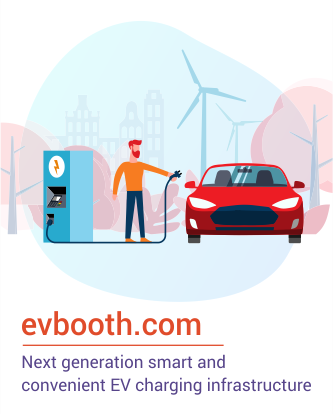 evbooth.com
Next generation smart and
convenient EV charging infrastructure